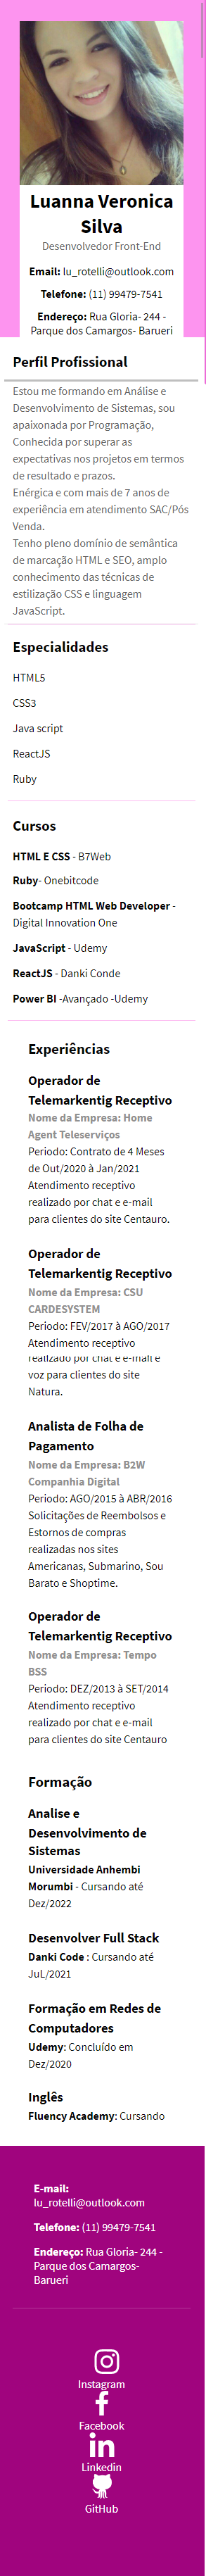 Luanna Veronica
Silva
Desenvolvedor Front-End
Email: lu_rotelli@outlook.com
Telefone: (11) 99479-7541
Endereço: Rua Gloria- 244 -
Parque dos Camargos- Barueri
Perfil Profissional
Estou me formando em Análise e
Desenvolvimento de Sistemas, sou
apaixonada por Programação,
Conhecida por superar as
expectativas nos projetos em termos
de resultado e prazos.
Enérgica e com mais de 7 anos de
experiência em atendimento SAC/Pós
Venda.
Tenho pleno domínio de semântica
de marcação HTML e SEO, amplo
conhecimento das técnicas de
estilização CSS e linguagem
JavaScript.
Especialidades
HTML5
CSS3
Java script
ReactJS
Ruby
Cursos
HTML E CSS - B7Web
Ruby- Onebitcode
Bootcamp HTML Web Developer -
Digital Innovation One
JavaScript - Udemy
ReactJS - Danki Conde
Power BI -Avançado -Udemy
Experiências
Operador de
Telemarkentig Receptivo
Nome da Empresa: Home
Agent Teleserviços
Periodo: Contrato de 4 Meses
de Out/2020 à Jan/2021
Atendimento receptivo
realizado por chat e e-mail
para clientes do site Centauro.
Operador de
Telemarkentig Receptivo
Nome da Empresa: CSU
CARDESYSTEM
Periodo: FEV/2017 à AGO/2017
Atendimento receptivo
realizado por chat e e-mail e
voz para clientes do site
Natura.
Analista de Folha de
Pagamento
Nome da Empresa: B2W
Companhia Digital
Periodo: AGO/2015 à ABR/2016
Solicitações de Reembolsos e
Estornos de compras
realizadas nos sites
Americanas, Submarino, Sou
Barato e Shoptime.
Operador de
Telemarkentig Receptivo
Nome da Empresa: Tempo
BSS
Periodo: DEZ/2013 à SET/2014
Atendimento receptivo
realizado por chat e e-mail
para clientes do site Centauro
Formação
Analise e
Desenvolvimento de
Sistemas
Universidade Anhembi
Morumbi - Cursando até
Dez/2022
Desenvolver Full Stack
Danki Code : Cursando até
JuL/2021
Formação em Redes de
Computadores
Udemy: Concluído em
Dez/2020
Inglês
Fluency Academy: Cursando
E-mail:
lu_rotelli@outlook.com
Telefone: (11) 99479-7541
Endereço: Rua Gloria- 244 -
Parque dos Camargos-
Barueri
Instagram
Facebook
Linkedin
GitHub